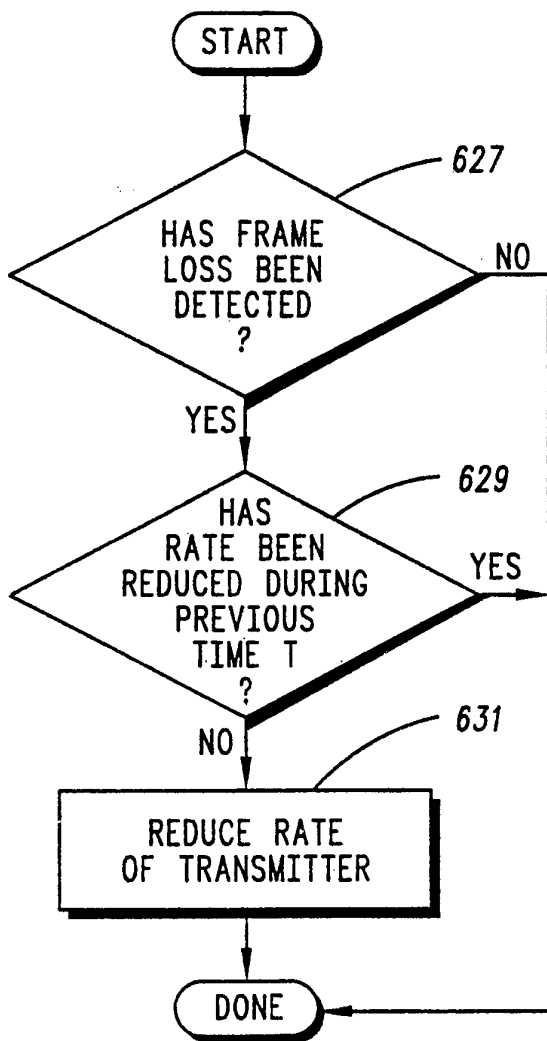 START
627
HAS FRAME
LOSS BEEN
DETECTED
?
NO
YES
629
HAS
RATE BEEN
REDUCED DURING
PREVIOUS
TIME T
?
YES
NO
631
REDUCE RATE
OF TRANSMITTER
DONE